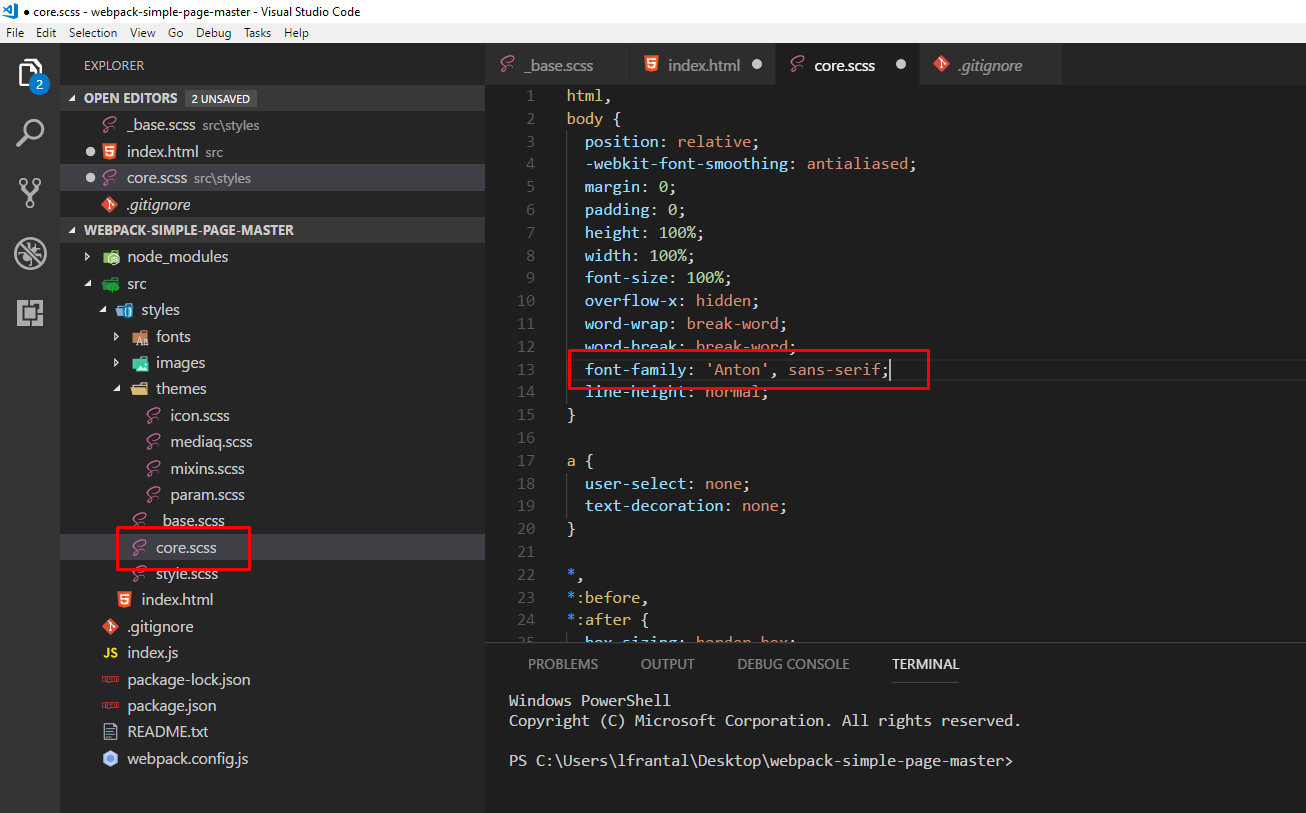 core.scss - webpack-simple-page-master - Visual Studio Code
File Edit Selection View Go Debug Tasks Help
2
EXPLORER
OPEN EDITORS 2 UNSAVED
_base.scss src\styles
index.html src
core.scss src\styles
.gitignore
WEBPACK-SIMPLE-PAGE-MASTER
node_modules
src
styles
fonts
images
themes
icon.scss
mediaq.scss
mixins.scss
param.scss
_base.scss
core.scss
style.scss
index.html
.gitignore
JS index.js
package-lock.json
package.json
README.txt
webpack.config.js
_base.scss index.html core.scss .gitignore
1 html,
2 body {
3 position: relative;
4 -webkit-font-smoothing: antialiased;
5 margin: 0;
6 padding: 0;
7 height: 100%;
8 width: 100%;
9 font-size: 100%;
10 overflow-x: hidden;
11 word-wrap: break-word;
12 word-break: break-word;
13 font-family: 'Anton', sans-serif;
14 line-height: normal;
15 }
16
17 a {
18 user-select: none;
19 text-decoration: none;
20 }
21
22 *,
23 *:before,
24 *:after {
25 box-sizing: border-box;
PROBLEMS OUTPUT DEBUG CONSOLE TERMINAL
Windows PowerShell
Copyright (C) Microsoft Corporation. All rights reserved.
PS C:\Users\lfrantal\Desktop\webpack-simple-page-master>